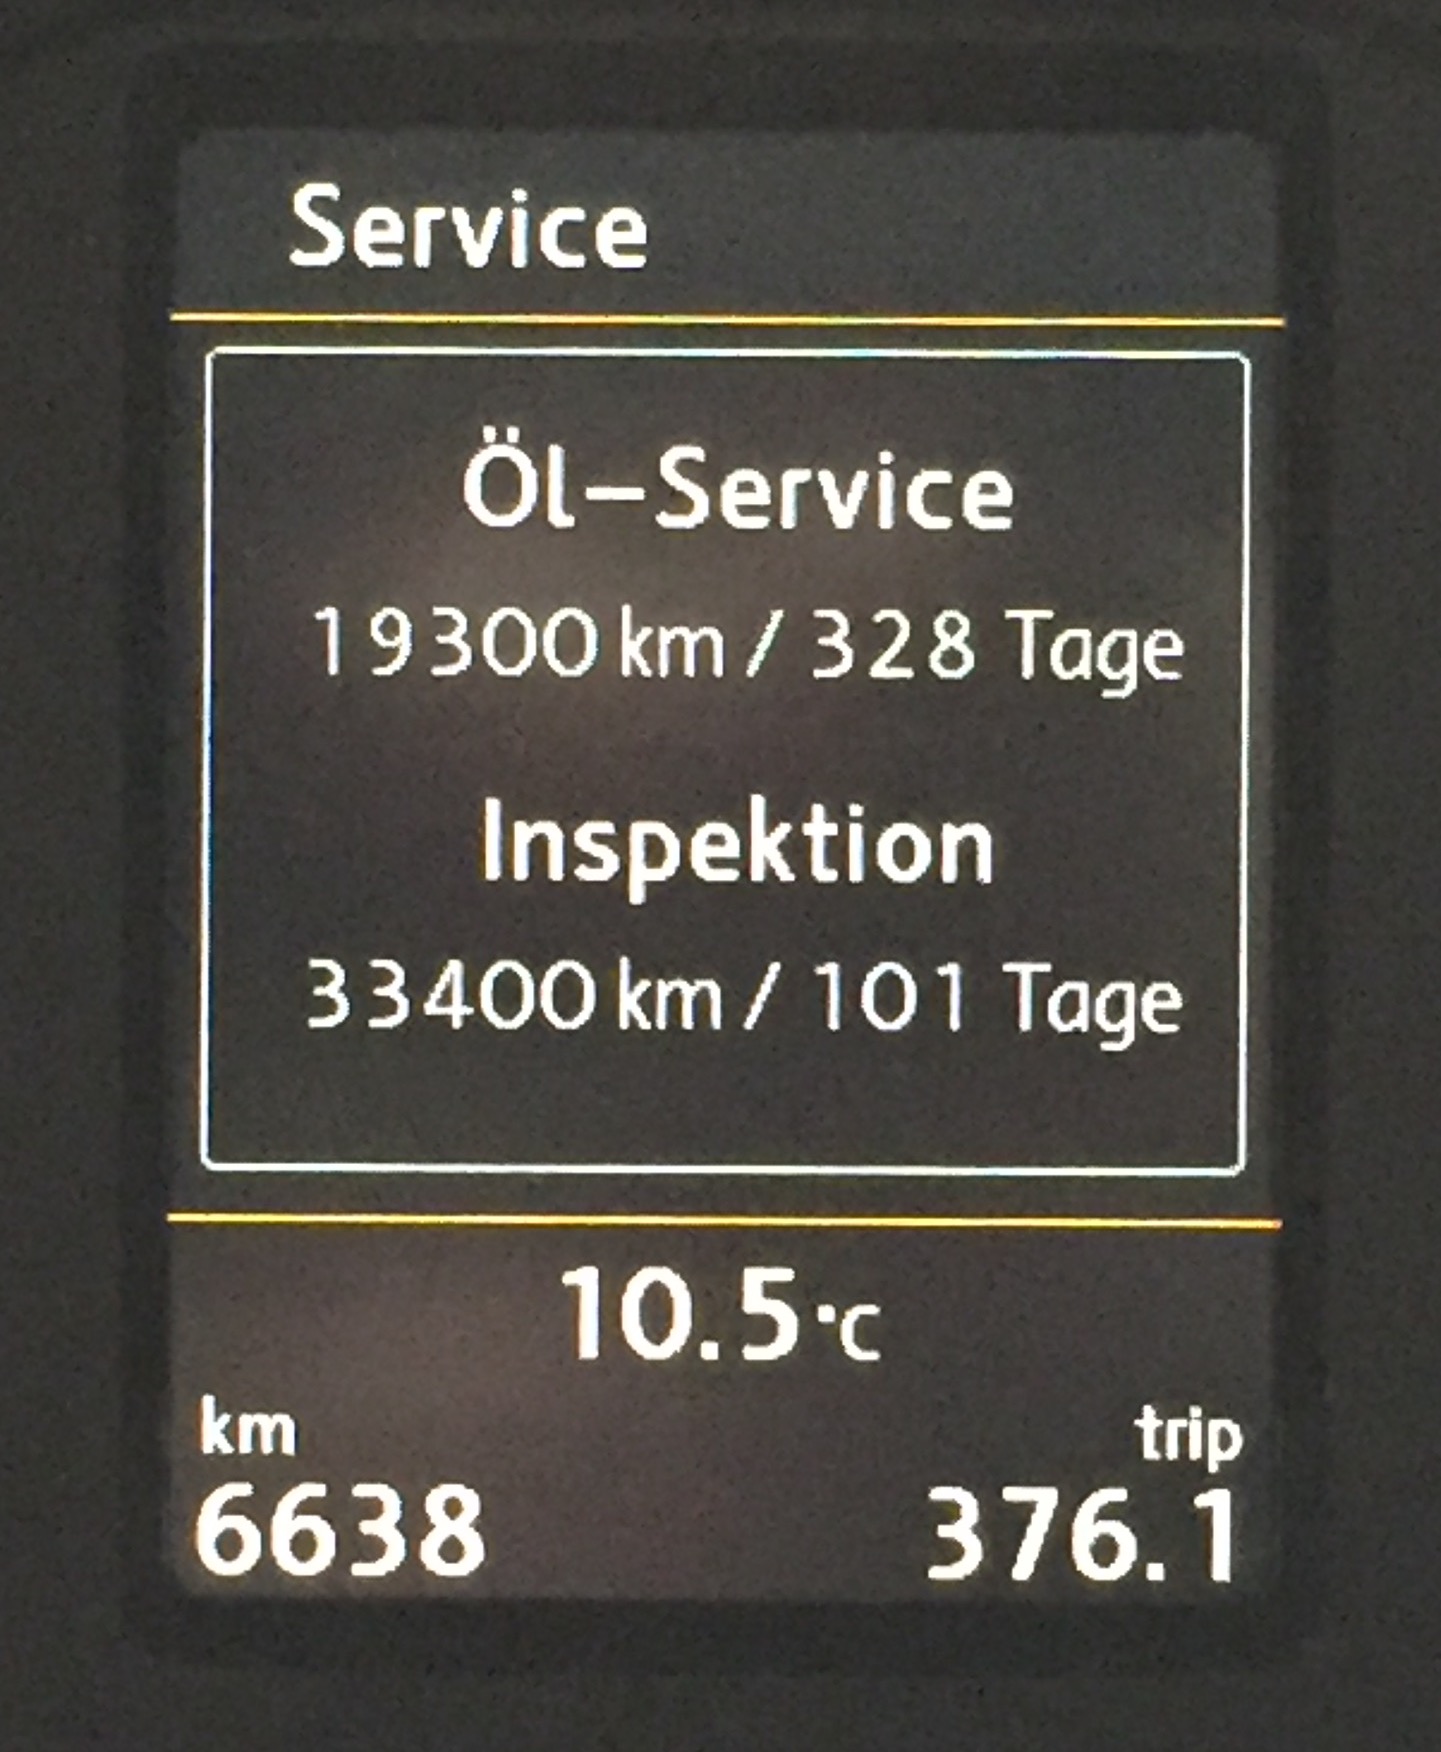 Service
Öl-Service
19300 km / 328 Tage
Inspektion
33400 km / 101 Tage
10.5°C
km trip
6638 376.1